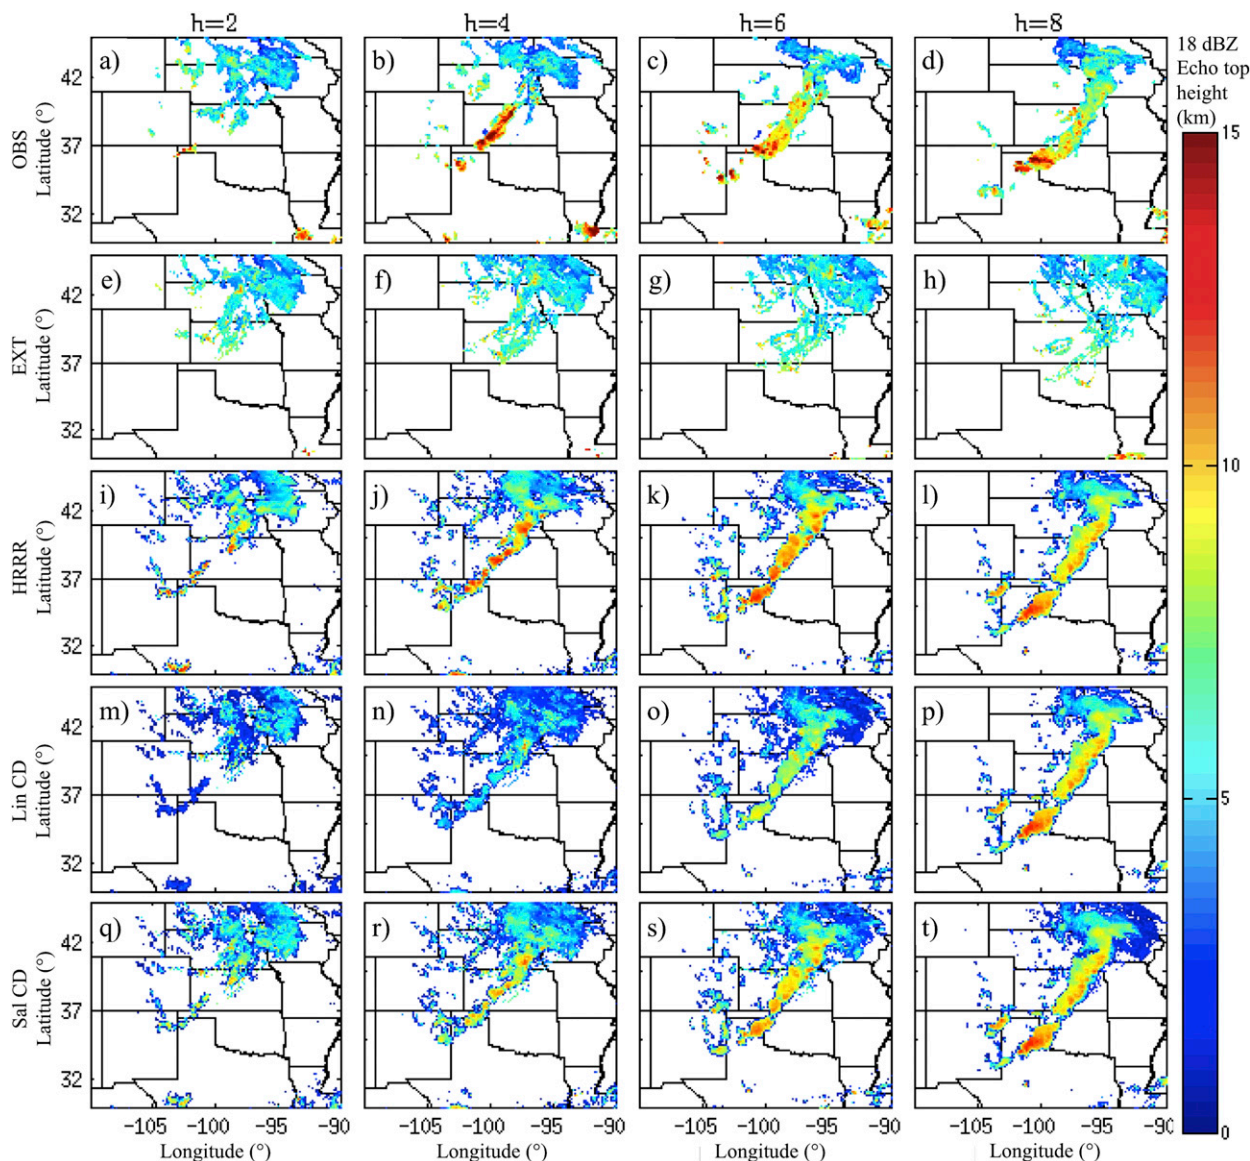 h=2 h=4 h=6 h=8
18 dBZ
Echo top
height
(km)
a) b) c) d)
OBS
Latitude (°)
42
37
32
15
e) f) g) h)
EXT
Latitude (°)
42
37
32
10
i) j) k) l)
HRRR
Latitude (°)
42
37
32
m) n) o) p)
Lin CD
Latitude (°)
42
37
32
5
q) r) s) t)
Sal CD
Latitude (°)
42
37
32
0
−105 −100 −95 −90 −105 −100 −95 −90 −105 −100 −95 −90 −105 −100 −95 −90
Longitude (°) Longitude (°) Longitude (°) Longitude (°)